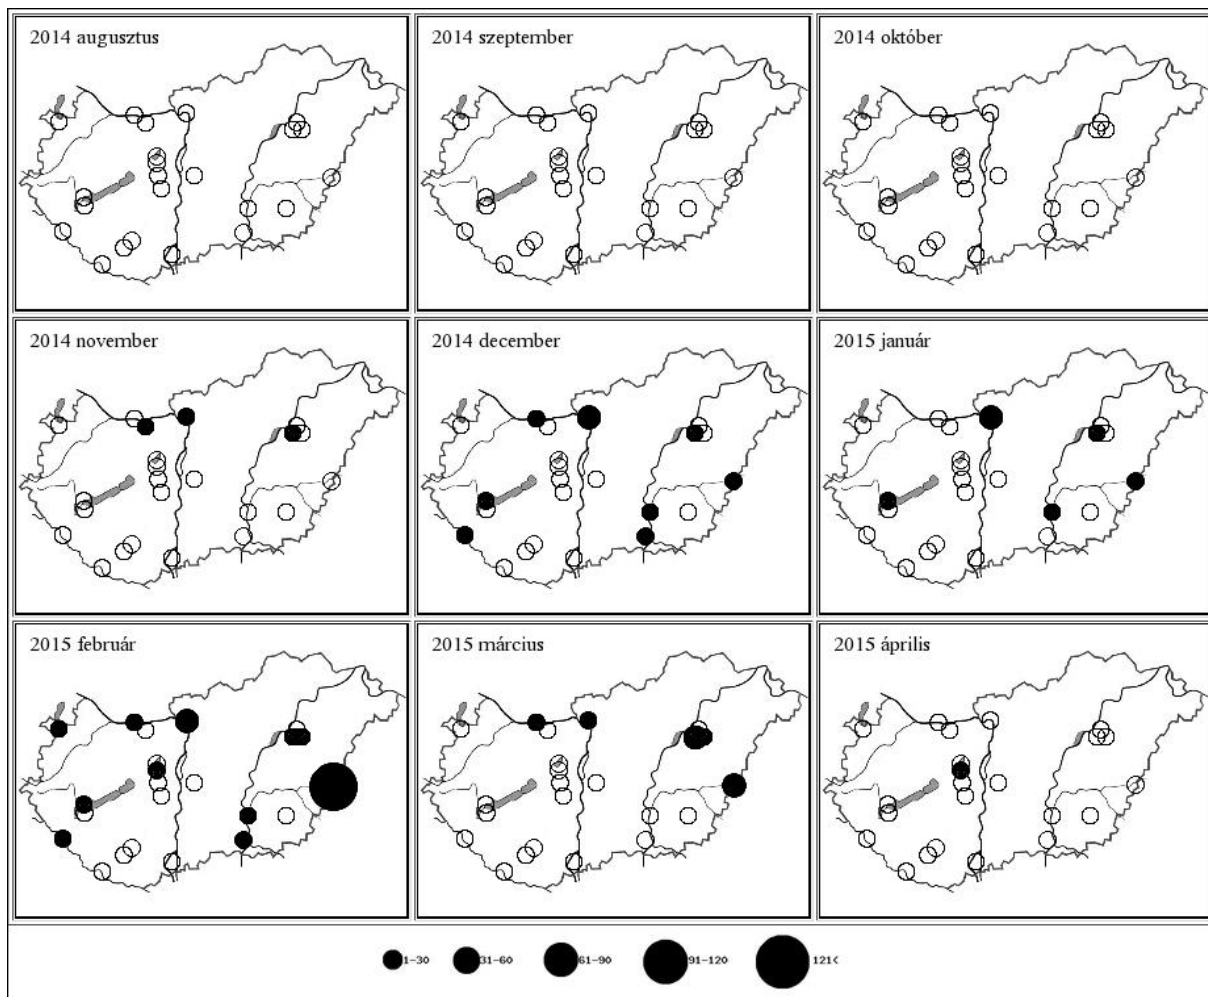 2014 augusztus
2014 szeptember
2014 október
2014 november
2014 december
2015 január
2015 február
2015 március
2015 április
1-30
31-60
61-90
91-120
121<